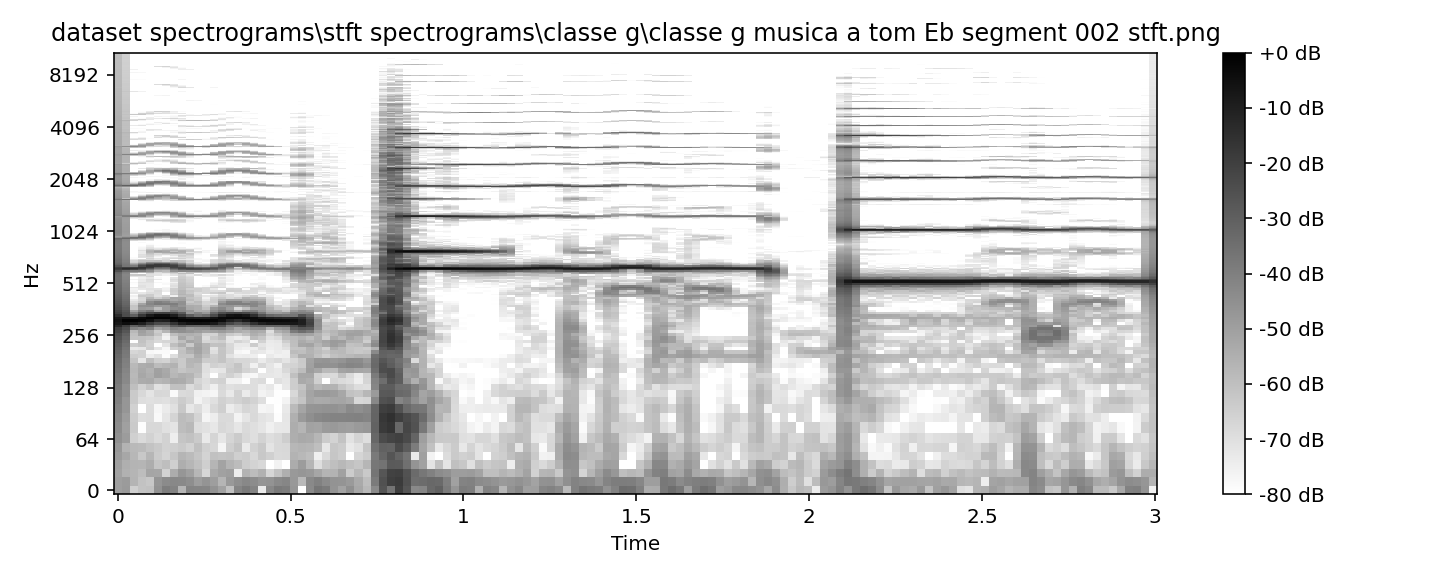 dataset spectrograms\stft spectrograms\classe g\classe g musica a tom Eb segment 002 stft.png
8192
4096
2048
1024
512
256
128
64
0
Hz
0
0.5
1
1.5
2
2.5
3
Time
+0 dB
-10 dB
-20 dB
-30 dB
-40 dB
-50 dB
-60 dB
-70 dB
-80 dB